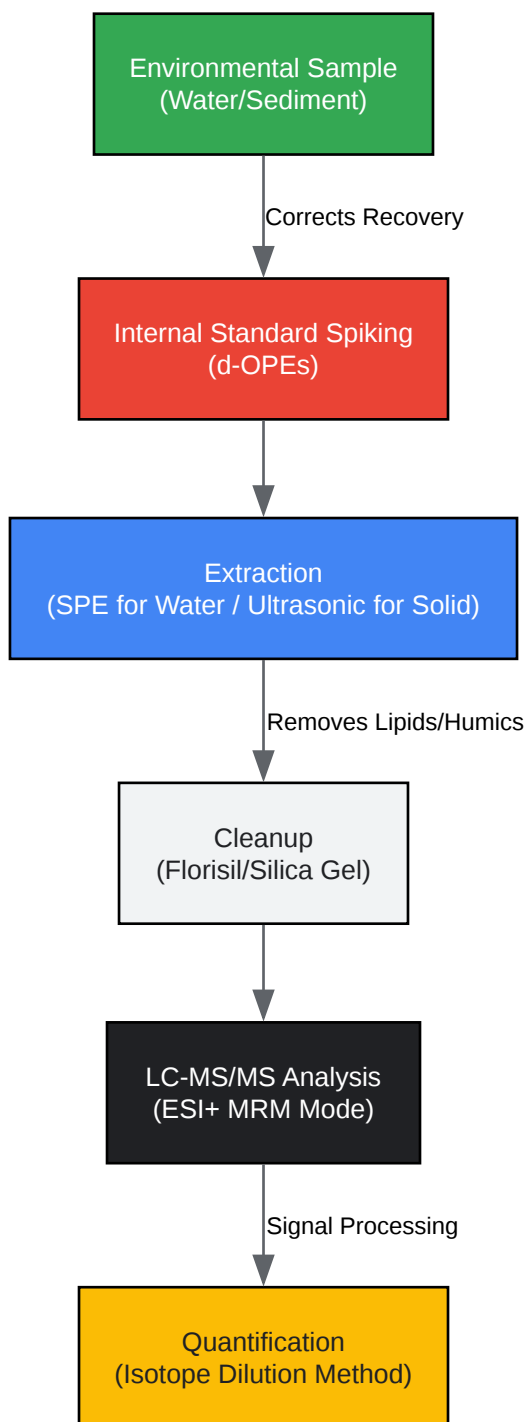 Environmental Sample
(Water/Sediment)
Corrects Recovery
Internal Standard Spiking
(d-OPEs)
Extraction
(SPE for Water / Ultrasonic for Solid)
Removes Lipids/Humics
Cleanup
(Florisil/Silica Gel)
LC-MS/MS Analysis
(ESI+ MRM Mode)
Signal Processing
Quantification
(Isotope Dilution Method)